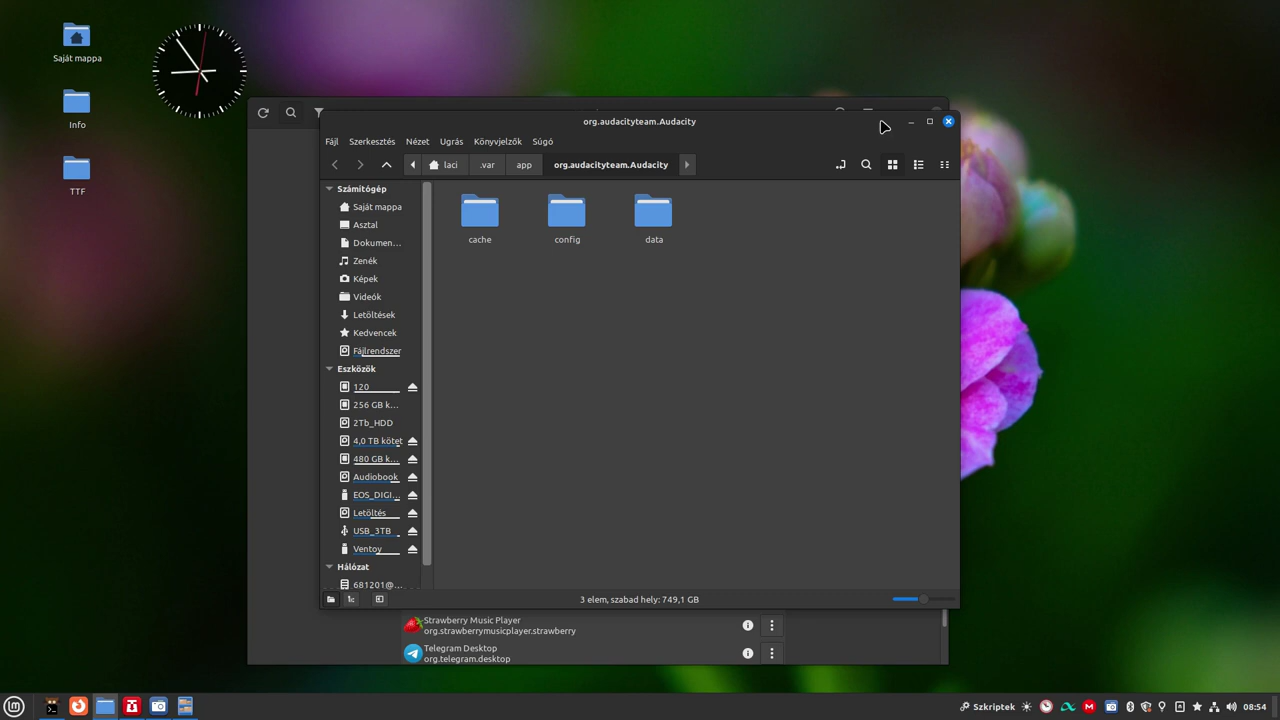 Saját mappa
Info
TTF
org.audacityteam.Audacity
Fájl Szerkesztés Nézet Ugrás Könyvjelzők Súgó
laci .var app org.audacityteam.Audacity
Számítógép
Saját mappa
Asztal
Dokumen...
Zenék
Képek
Videók
Letöltések
Kedvencek
Fájlrendszer
Eszközök
120
256 GB k...
2Tb_HDD
4,0 TB kötet
480 GB k...
Audiobook
EOS_DIGI...
Letöltés
USB_3TB
Ventoy
Hálózat
681201@...
cache config data
3 elem, szabad hely: 749,1 GB
Strawberry Music Player
org.strawberrymusicplayer.strawberry
Telegram Desktop
org.telegram.desktop
Szkriptek 08:54